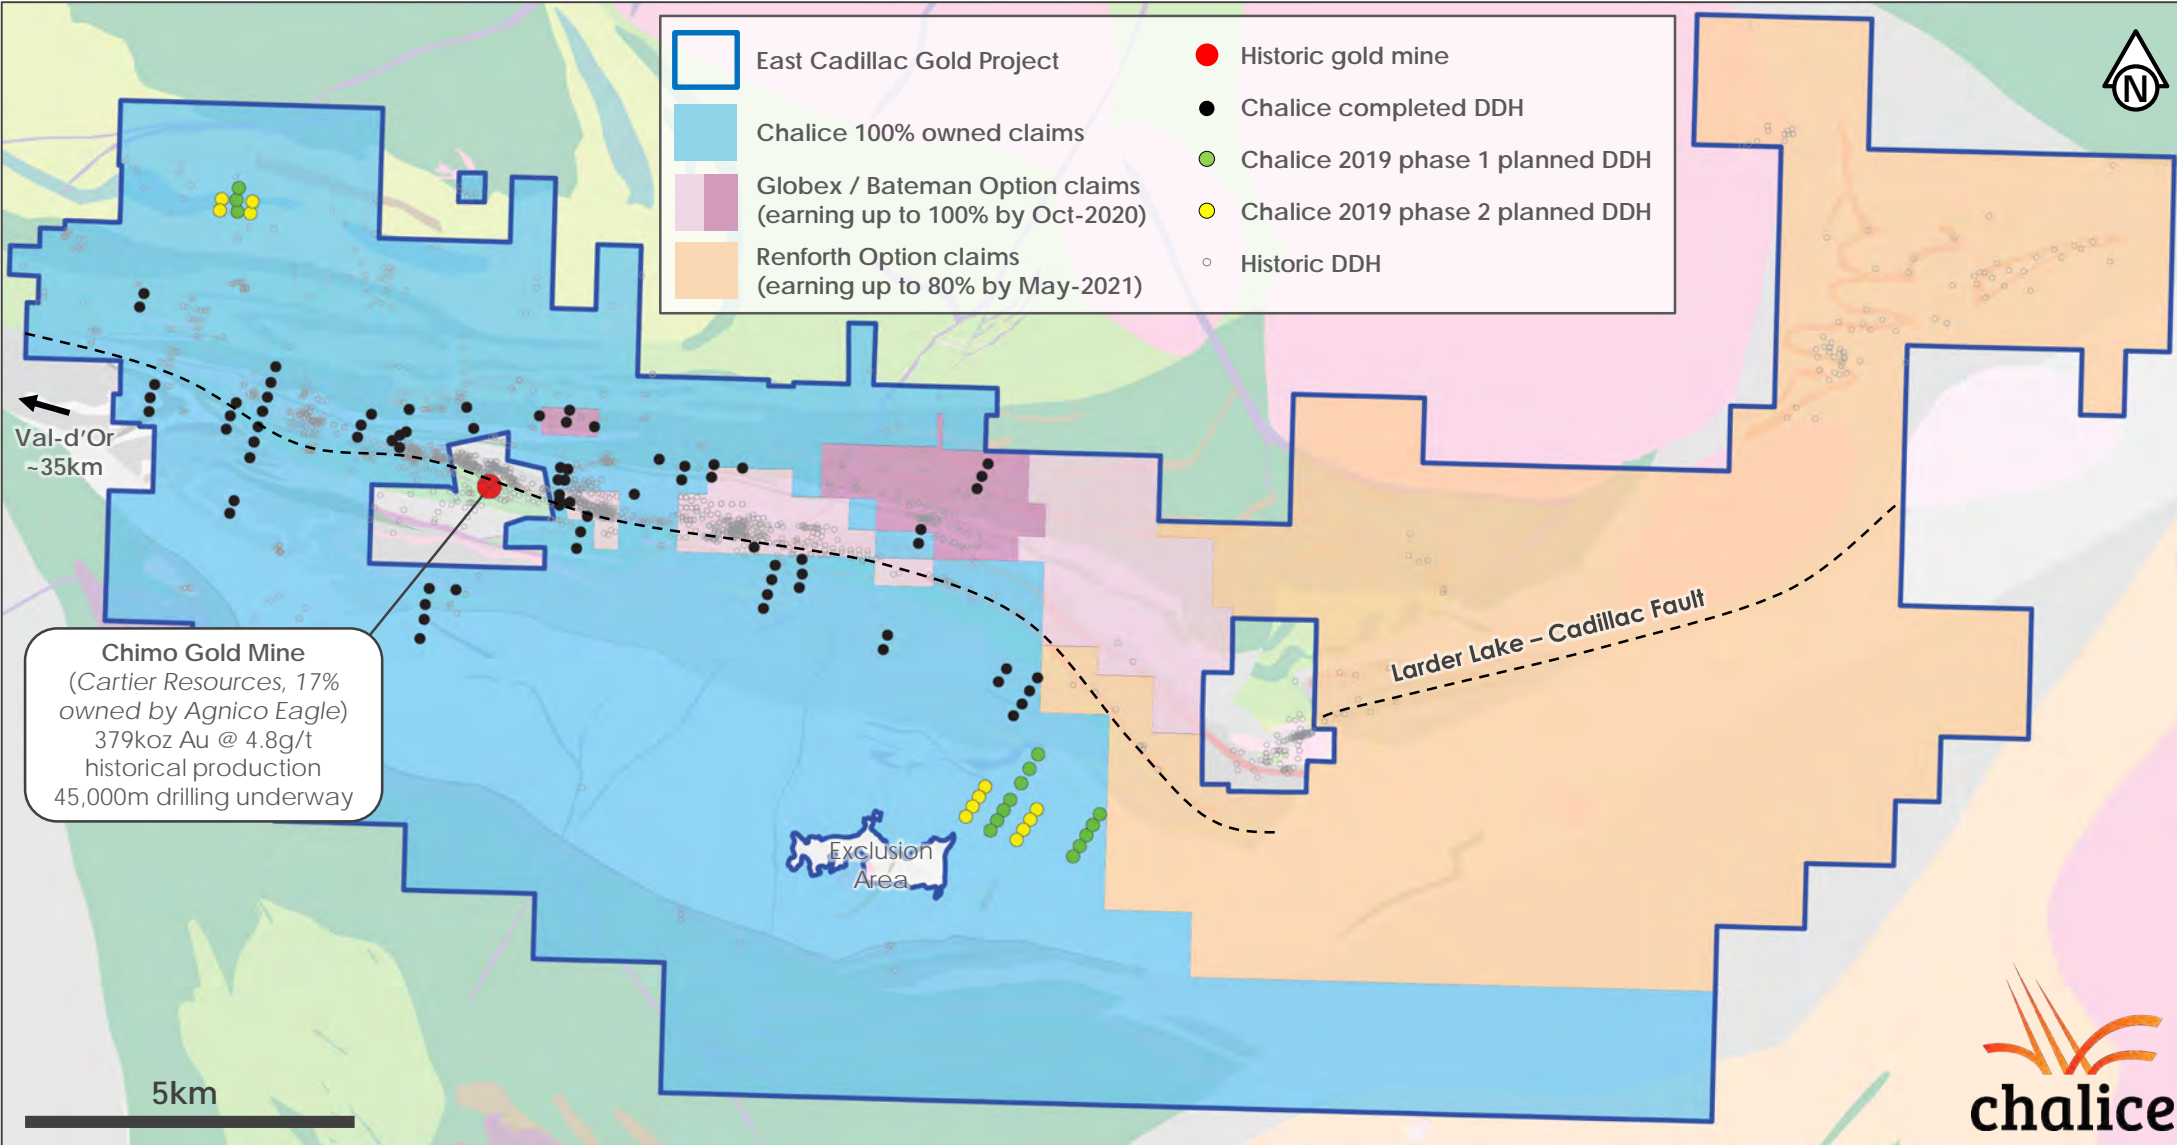 East Cadillac Gold Project
Chalice 100% owned claims
Globex / Bateman Option claims
(earning up to 100% by Oct-2020)
Renforth Option claims
(earning up to 80% by May-2021)
Historic gold mine
Chalice completed DDH
Chalice 2019 phase 1 planned DDH
Chalice 2019 phase 2 planned DDH
Historic DDH
N
Val-d'Or
~35km
Larder Lake – Cadillac Fault
Chimo Gold Mine
(Cartier Resources, 17%
owned by Agnico Eagle)
379koz Au @ 4.8g/t
historical production
45,000m drilling underway
Exclusion
Area
5km
chalice